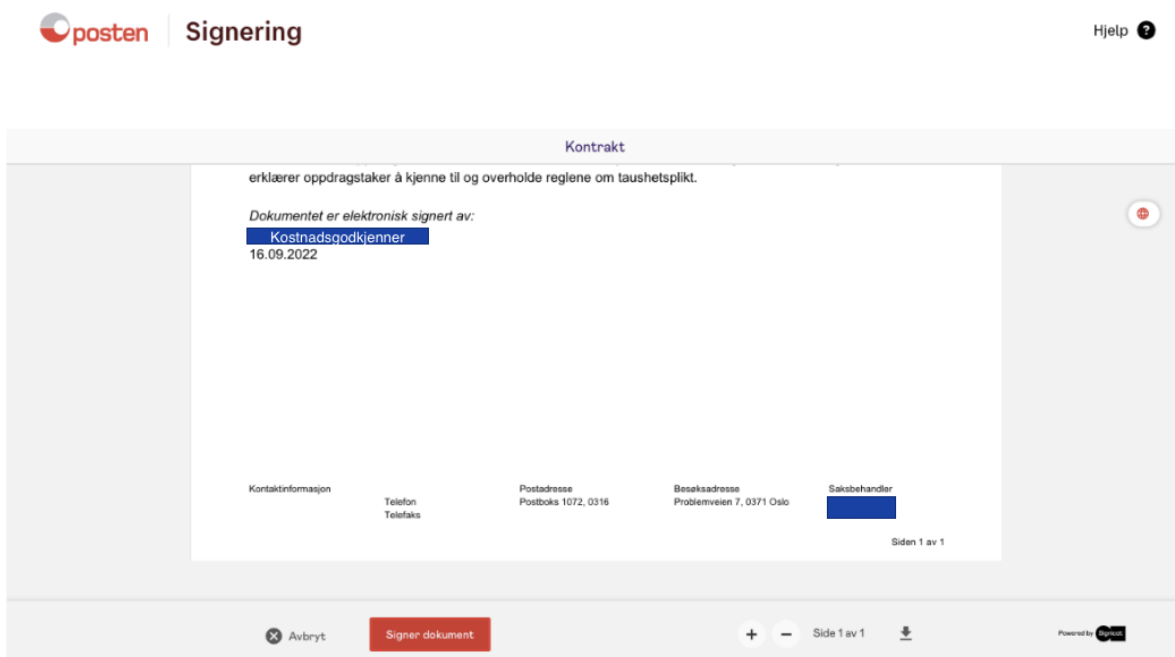 posten
Signering
Hjelp ?
Kontrakt
erklærer oppdragstaker å kjenne til og overholde reglene om taushetsplikt.
Dokumentet er elektronisk signert av:
Kostnadsgodkjenner
16.09.2022
Kontaktinformasjon
Telefon
Telefaks
Postadresse
Postboks 1072, 0316
Besøksadresse
Problemveien 7, 0371 Oslo
Saksbehandler
Siden 1 av 1
Avbryt
Signer dokument
Side 1 av 1
Powered by